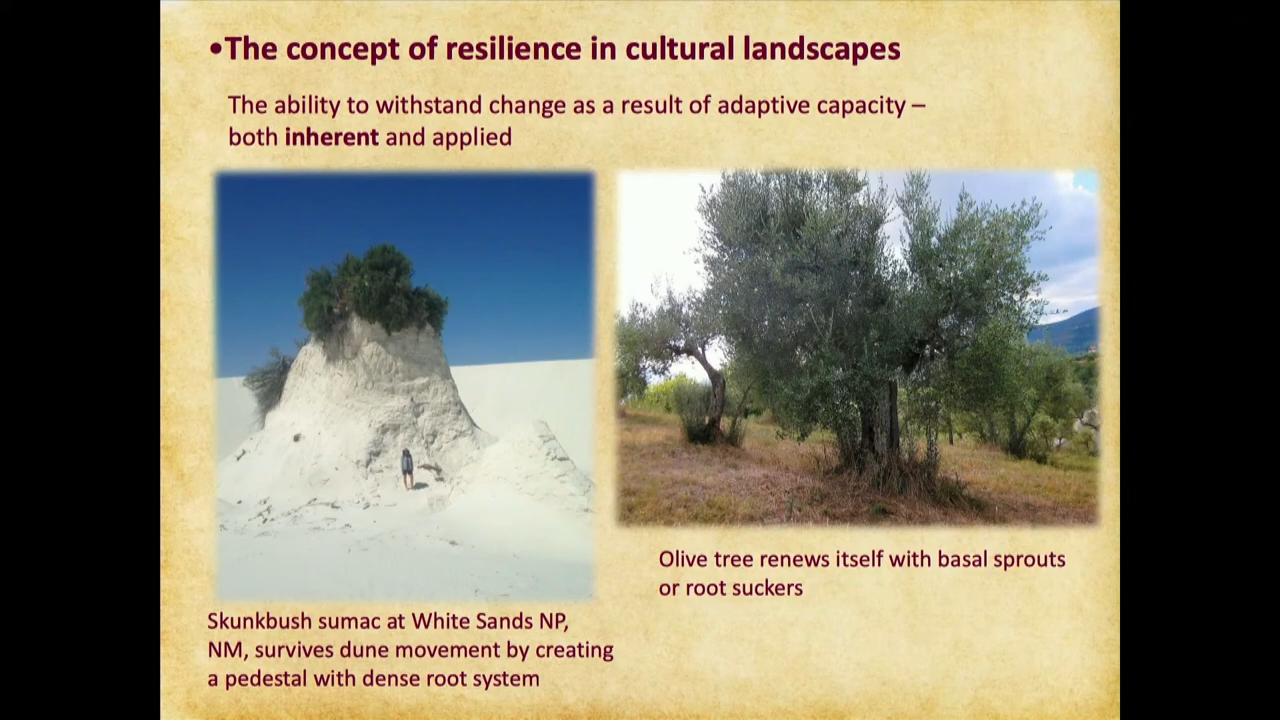 •The concept of resilience in cultural landscapes
The ability to withstand change as a result of adaptive capacity –
both inherent and applied
Olive tree renews itself with basal sprouts
or root suckers
Skunkbush sumac at White Sands NP,
NM, survives dune movement by creating
a pedestal with dense root system